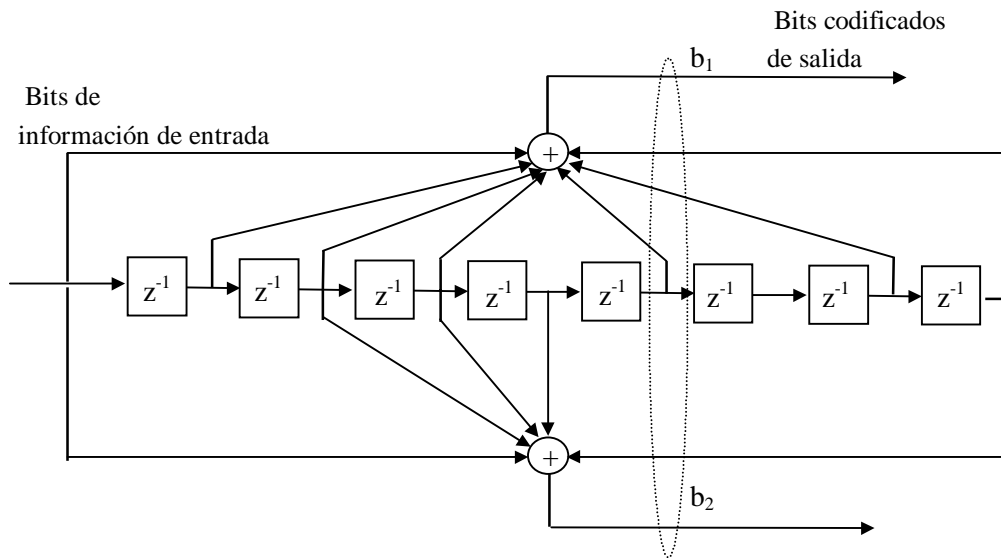 Bits codificados
de salida
b₁
Bits de
información de entrada
+
z⁻¹ z⁻¹ z⁻¹ z⁻¹ z⁻¹ z⁻¹ z⁻¹ z⁻¹
+
b₂